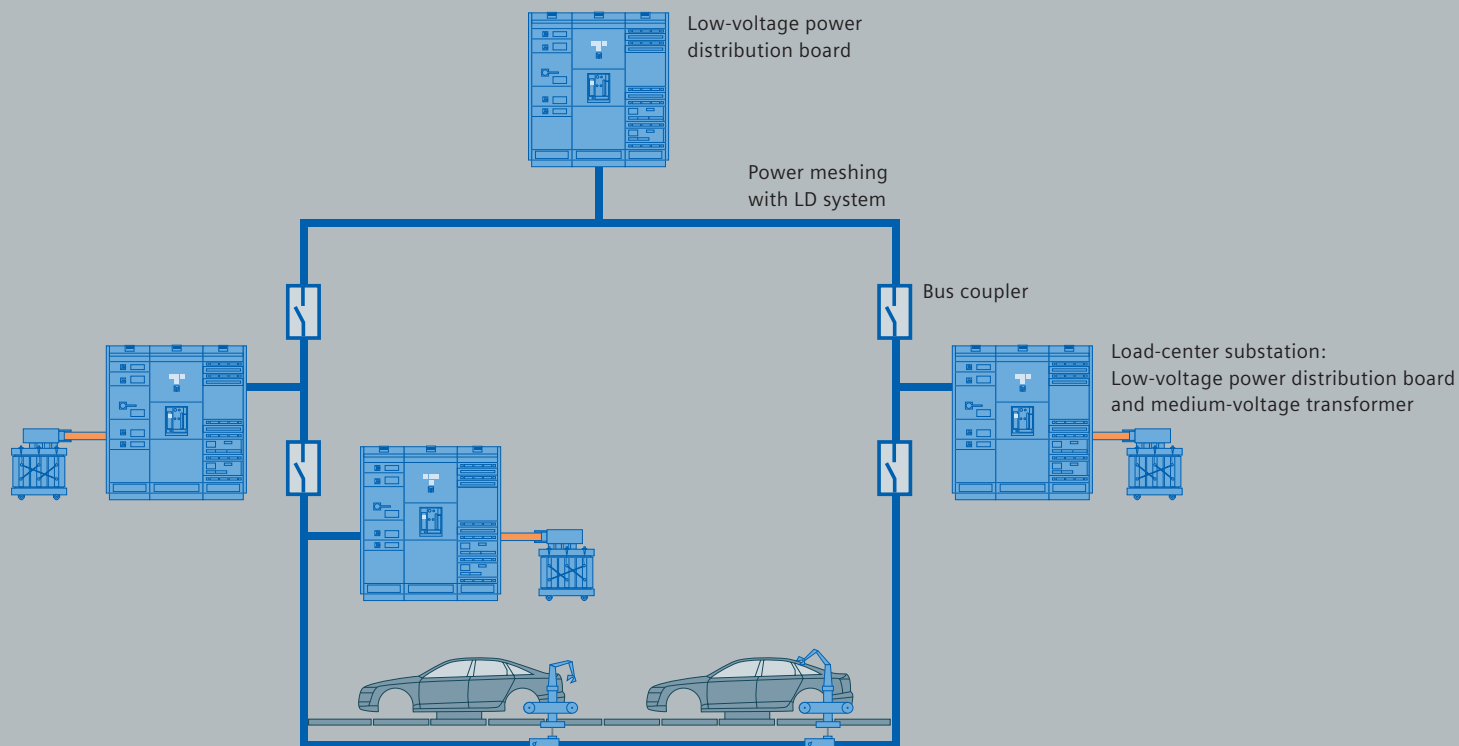 Low-voltage power
distribution board
Power meshing
with LD system
Bus coupler
Load-center substation:
Low-voltage power distribution board
and medium-voltage transformer